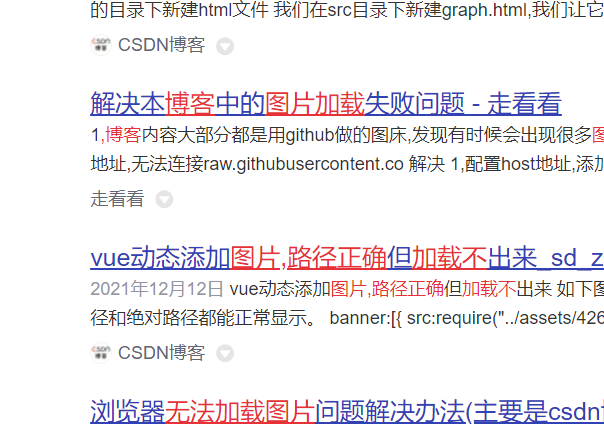 的目录下新建html文件 我们在src目录下新建graph.html,我们让它
CSDN博客
解决本博客中的图片加载失败问题 - 走看看
1,博客内容大部分都是用github做的图床,发现有时候会出现很多图
地址,无法连接raw.githubusercontent.co 解决 1,配置host地址,添加
走看看
vue动态添加图片,路径正确但加载不出来_sd_z
2021年12月12日 vue动态添加图片,路径正确但加载不出来 如下图
径和绝对路径都能正常显示。 banner:[{ src:require("../assets/426
CSDN博客
浏览器无法加载图片问题解决办法(主要是csdn